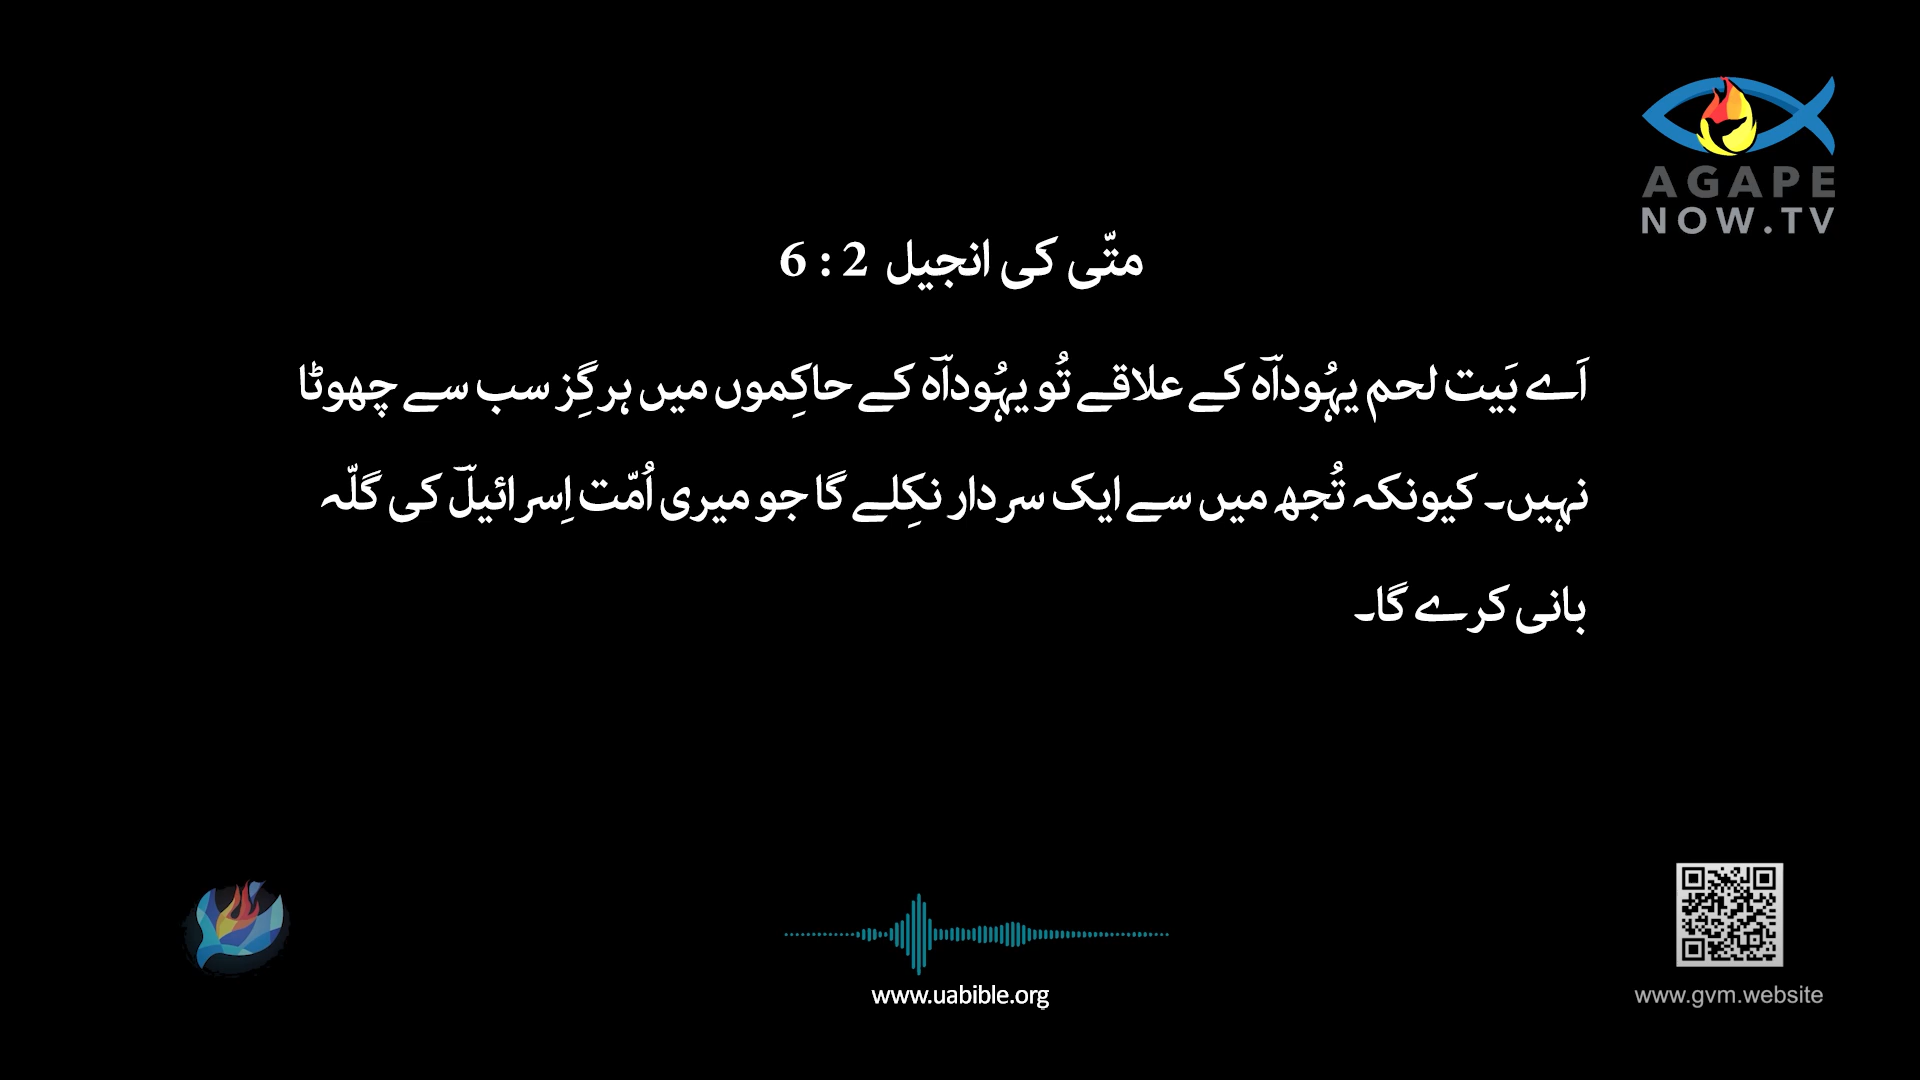 AGAPE
NOW.TV
متّی کی انجیل 2 : 6
اَے بَیت لحم یہُوداؔہ کے علاقے تُو یہُوداؔہ کے حاکِموں میں ہرگِز سب سے چھوٹا
نہیں۔ کیونکہ تُجھ میں سے ایک سردار نکِلے گا جو میری اُمّت اِسرائیلؔ کی گلّہ
بانی کرے گا۔
www.uabible.org
www.gvm.website